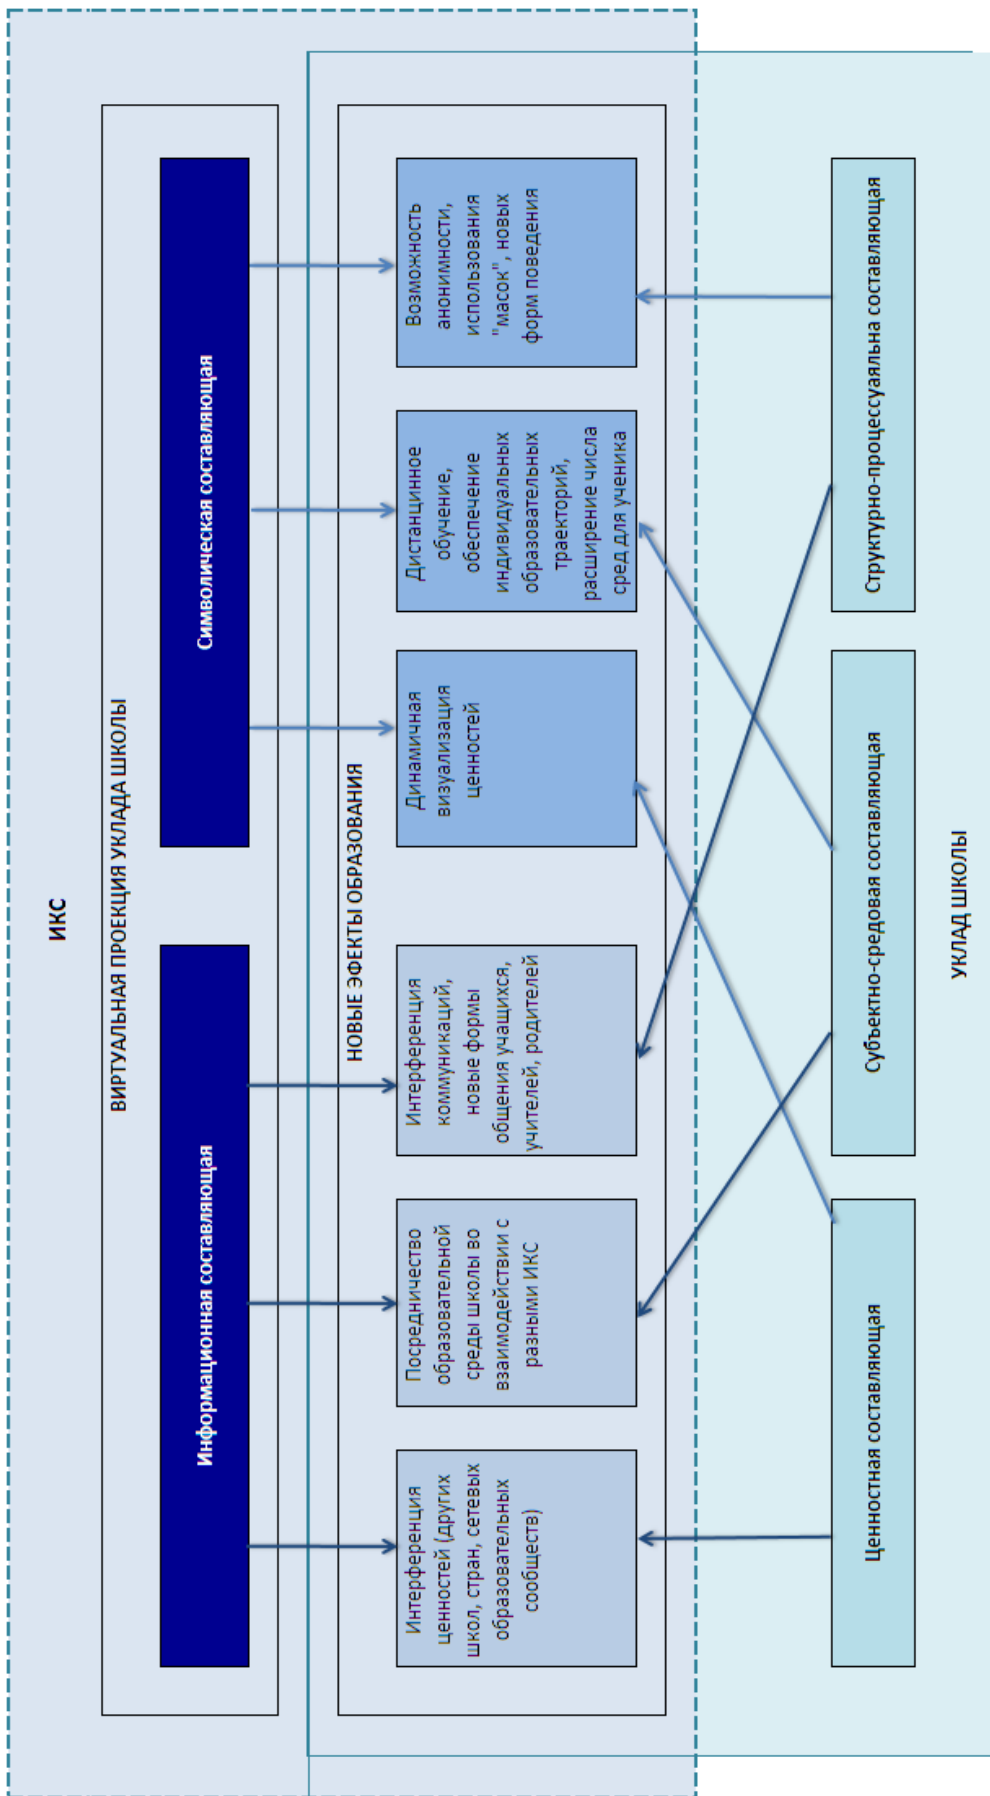 ИКС
ВИРТУАЛЬНАЯ ПРОЕКЦИЯ УКЛАДА ШКОЛЫ
Информационная составляющая
Символическая составляющая
НОВЫЕ ЭФЕКТЫ ОБРАЗОВАНИЯ
Интерференция
ценностей (других
школ, стран, сетевых
образовательных
сообществ)
Посредничество
образовательной
среды школы во
взаимодействии с
разными ИКС
Интерференция
коммуникаций,
новые формы
общения учащихся,
учителей, родителей
Динамичная
визуализация
ценностей
Дистанцинное
обучение,
обеспечение
индивидуальных
образовательных
траекторий,
расширение числа
сред для ученика
Возможность
анонимности,
использования
"масок", новых
форм поведения
Ценностная составляющая
Субъектно-средовая составляющая
Структурно-процессуаяльна составляющая
УКЛАД ШКОЛЫ